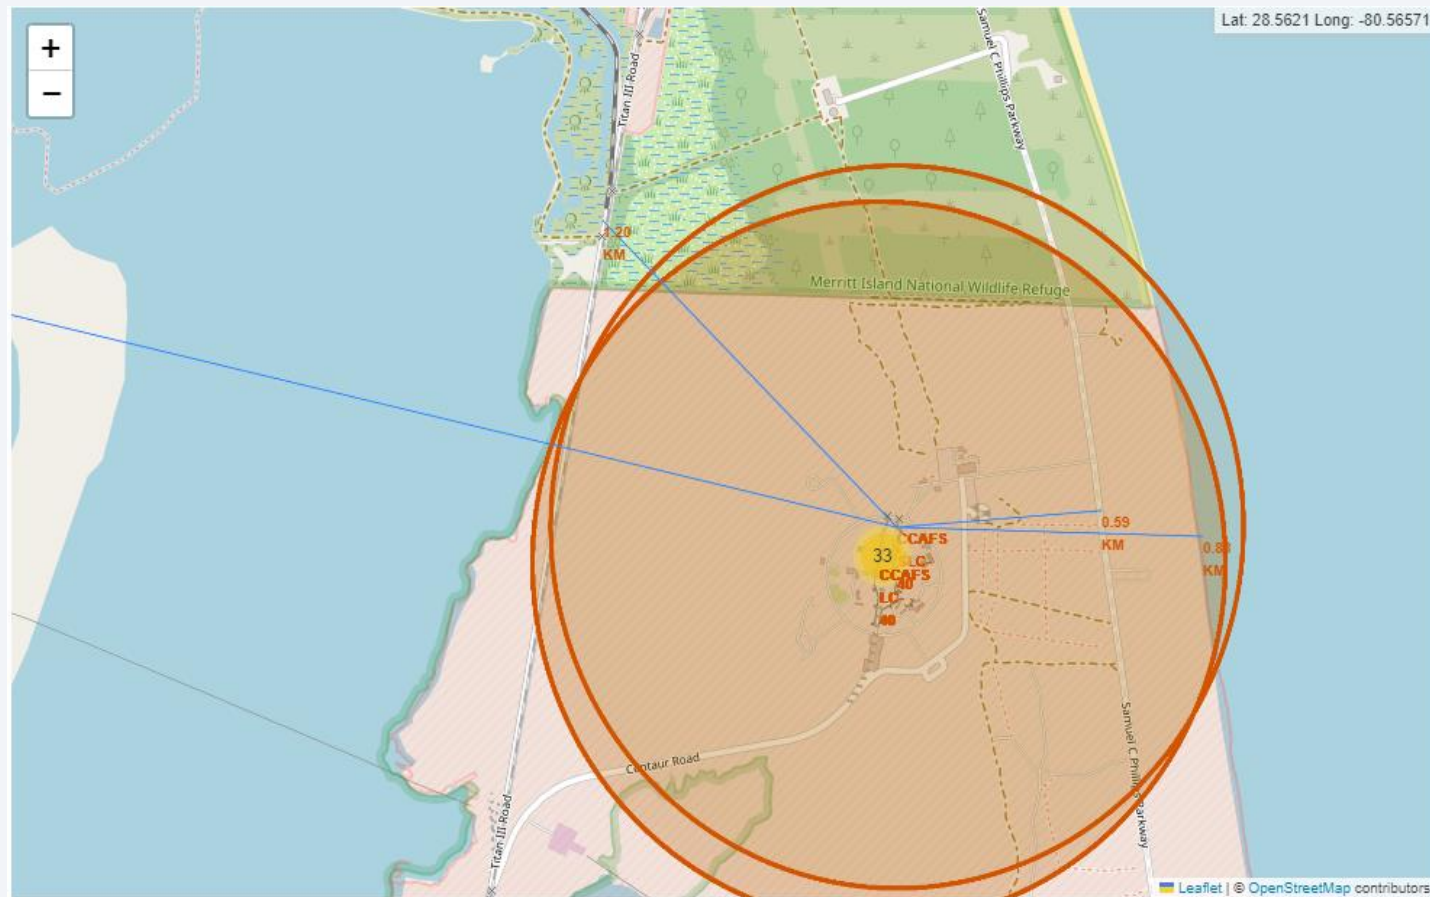 +
−
Lat: 28.5621 Long: -80.56571
Samuel C Phillips Parkway
Titan III Road
1.20
KM
Merritt Island National Wildlife Refuge
0.59
KM
KM
CCAFS
33
CCAFS
40
LC-
40
Centaur Road
Samuel C Phillips Parkway
Titan III Road
Leaflet | © OpenStreetMap contributors